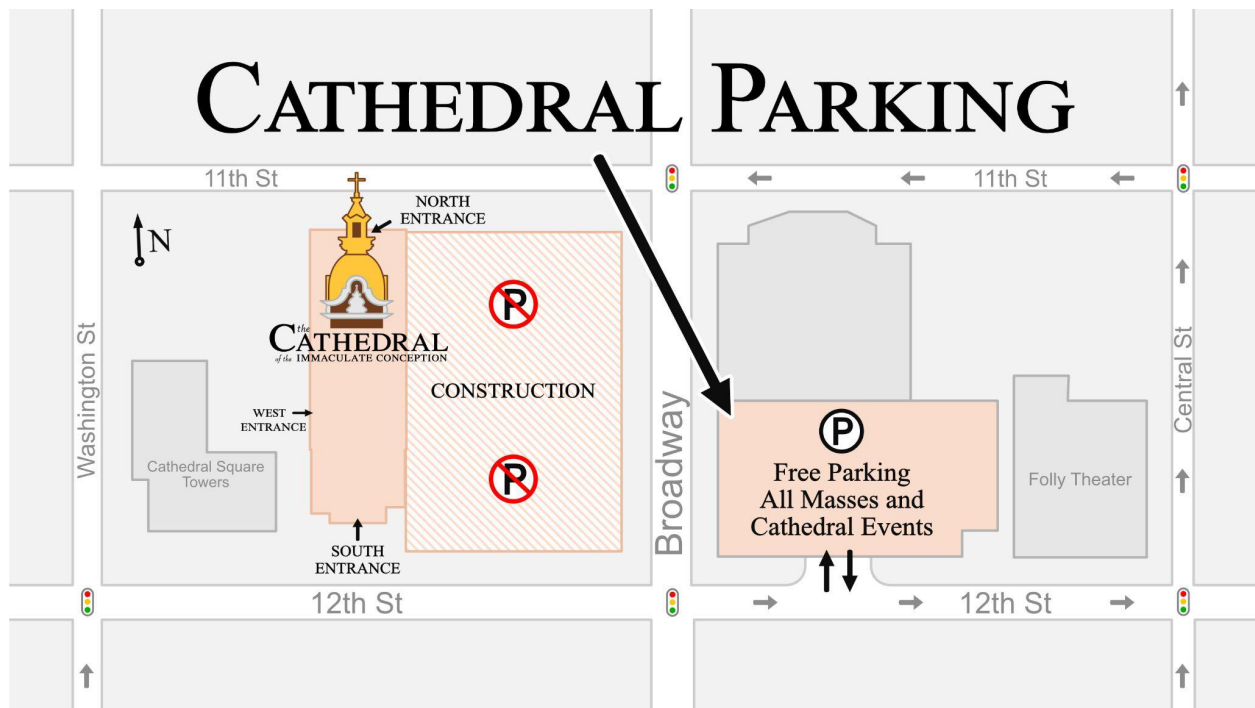 CATHEDRAL PARKING
11th St
11th St
N
NORTH
ENTRANCE
P
the
CATHEDRAL
of the IMMACULATE CONCEPTION
CONSTRUCTION
WEST
ENTRANCE
Washington St
Cathedral Square
Towers
P
SOUTH
ENTRANCE
Broadway
P
Free Parking
All Masses and
Cathedral Events
Folly Theater
Central St
12th St
12th St